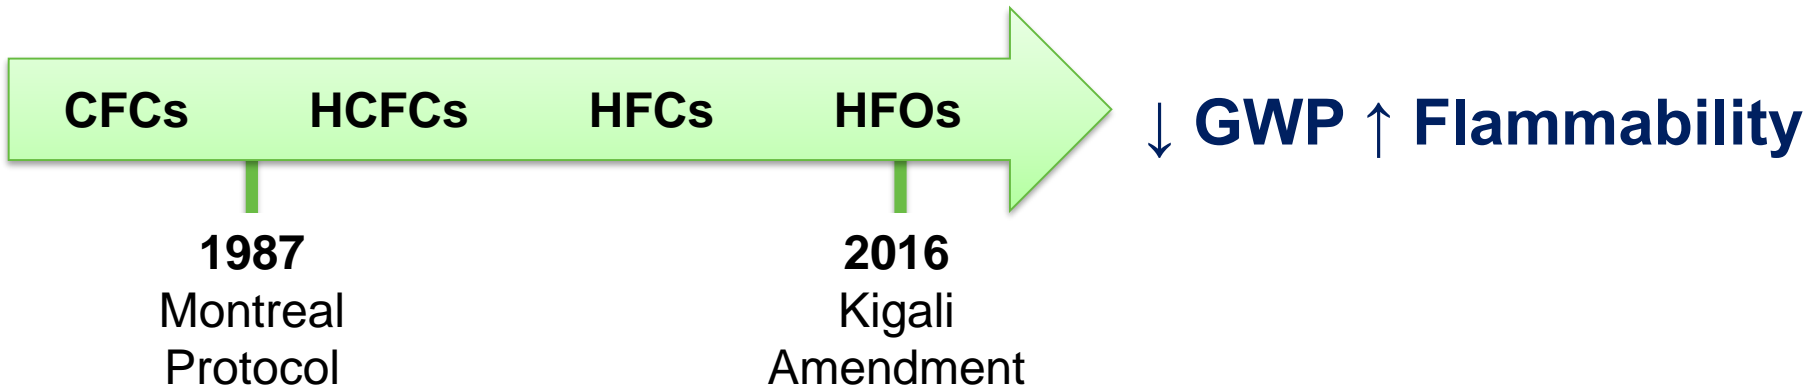 CFCs HCFCs HFCs HFOs
↓ GWP ↑ Flammability
1987
Montreal
Protocol
2016
Kigali
Amendment